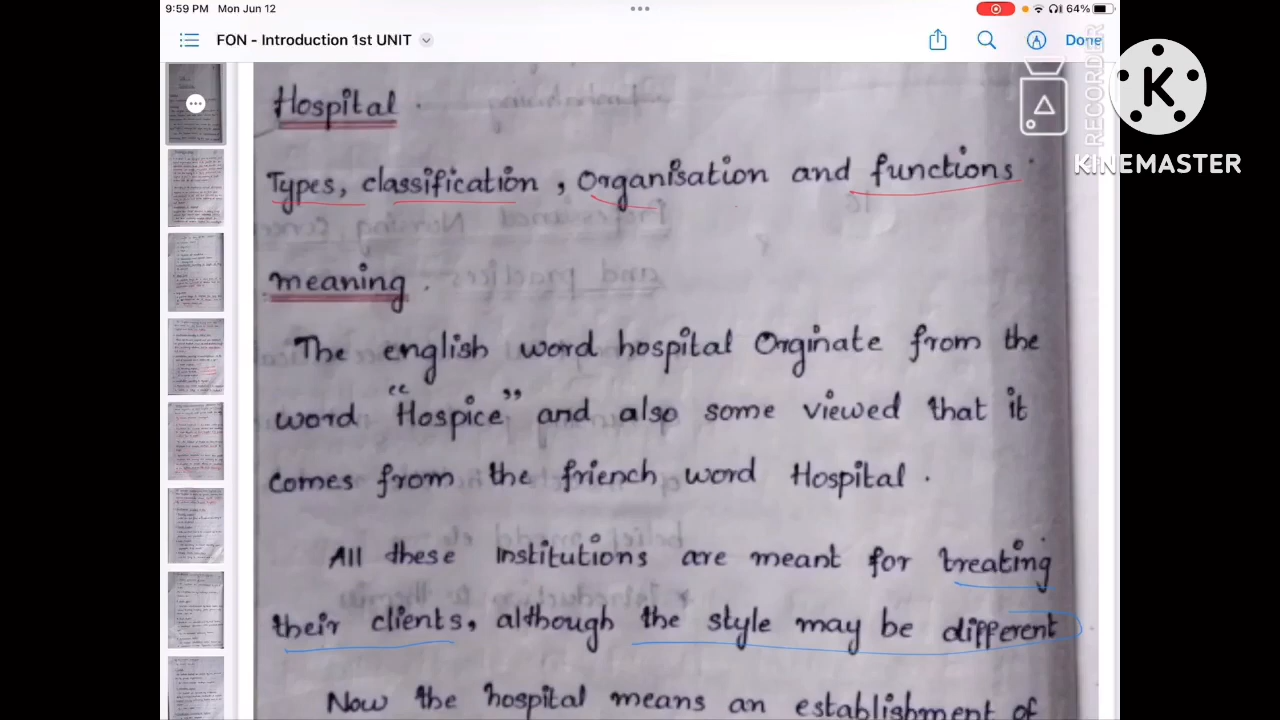 9:59 PM Mon Jun 12
64%
FON - Introduction 1st UNIT
Done
RECORDER
K
KINEMASTER
Hospital .
Types, classification, Organisation and functions .
meaning .
The english word hospital Orginate from the
word "Hospice" and also some viewed that it
comes from the friench word Hospital .
All these institutions are meant for treating
their clients, although the style may be different
Now the hospital means an establishment of